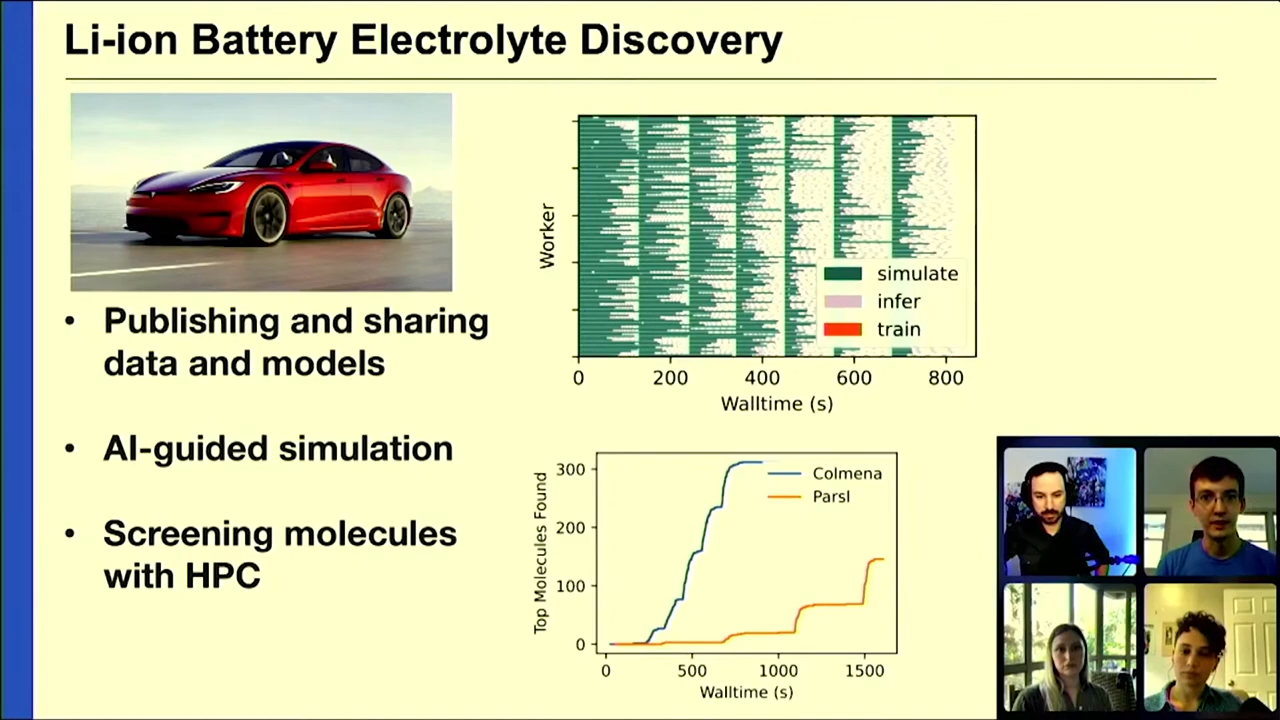 Li-ion Battery Electrolyte Discovery
• Publishing and sharing
data and models
• AI-guided simulation
• Screening molecules
with HPC
Worker
simulate
infer
train
0 200 400 600 800
Walltime (s)
Top Molecules Found
300
200
100
0
Colmena
Parsl
0 500 1000 1500
Walltime (s)